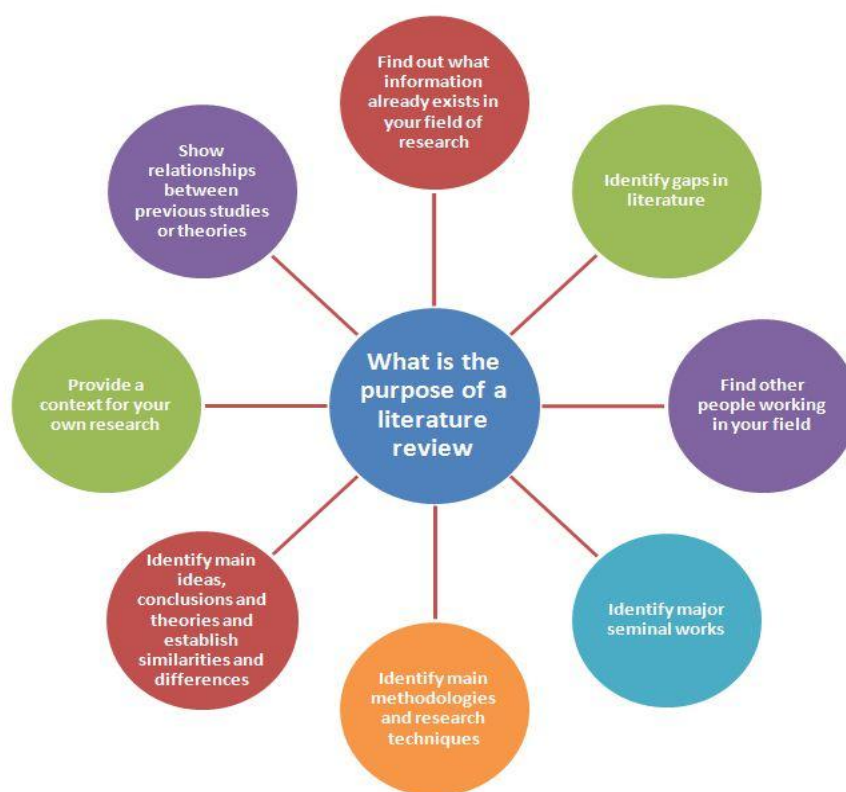 What is the
purpose of a
literature
review
Find out what
information
already exists in
your field of
research
Identify gaps in
literature
Find other
people working
in your field
Identify major
seminal works
Identify main
methodologies
and research
techniques
Identify main
ideas,
conclusions and
theories and
establish
similarities and
differences
Provide a
context for your
own research
Show
relationships
between
previous studies
or theories